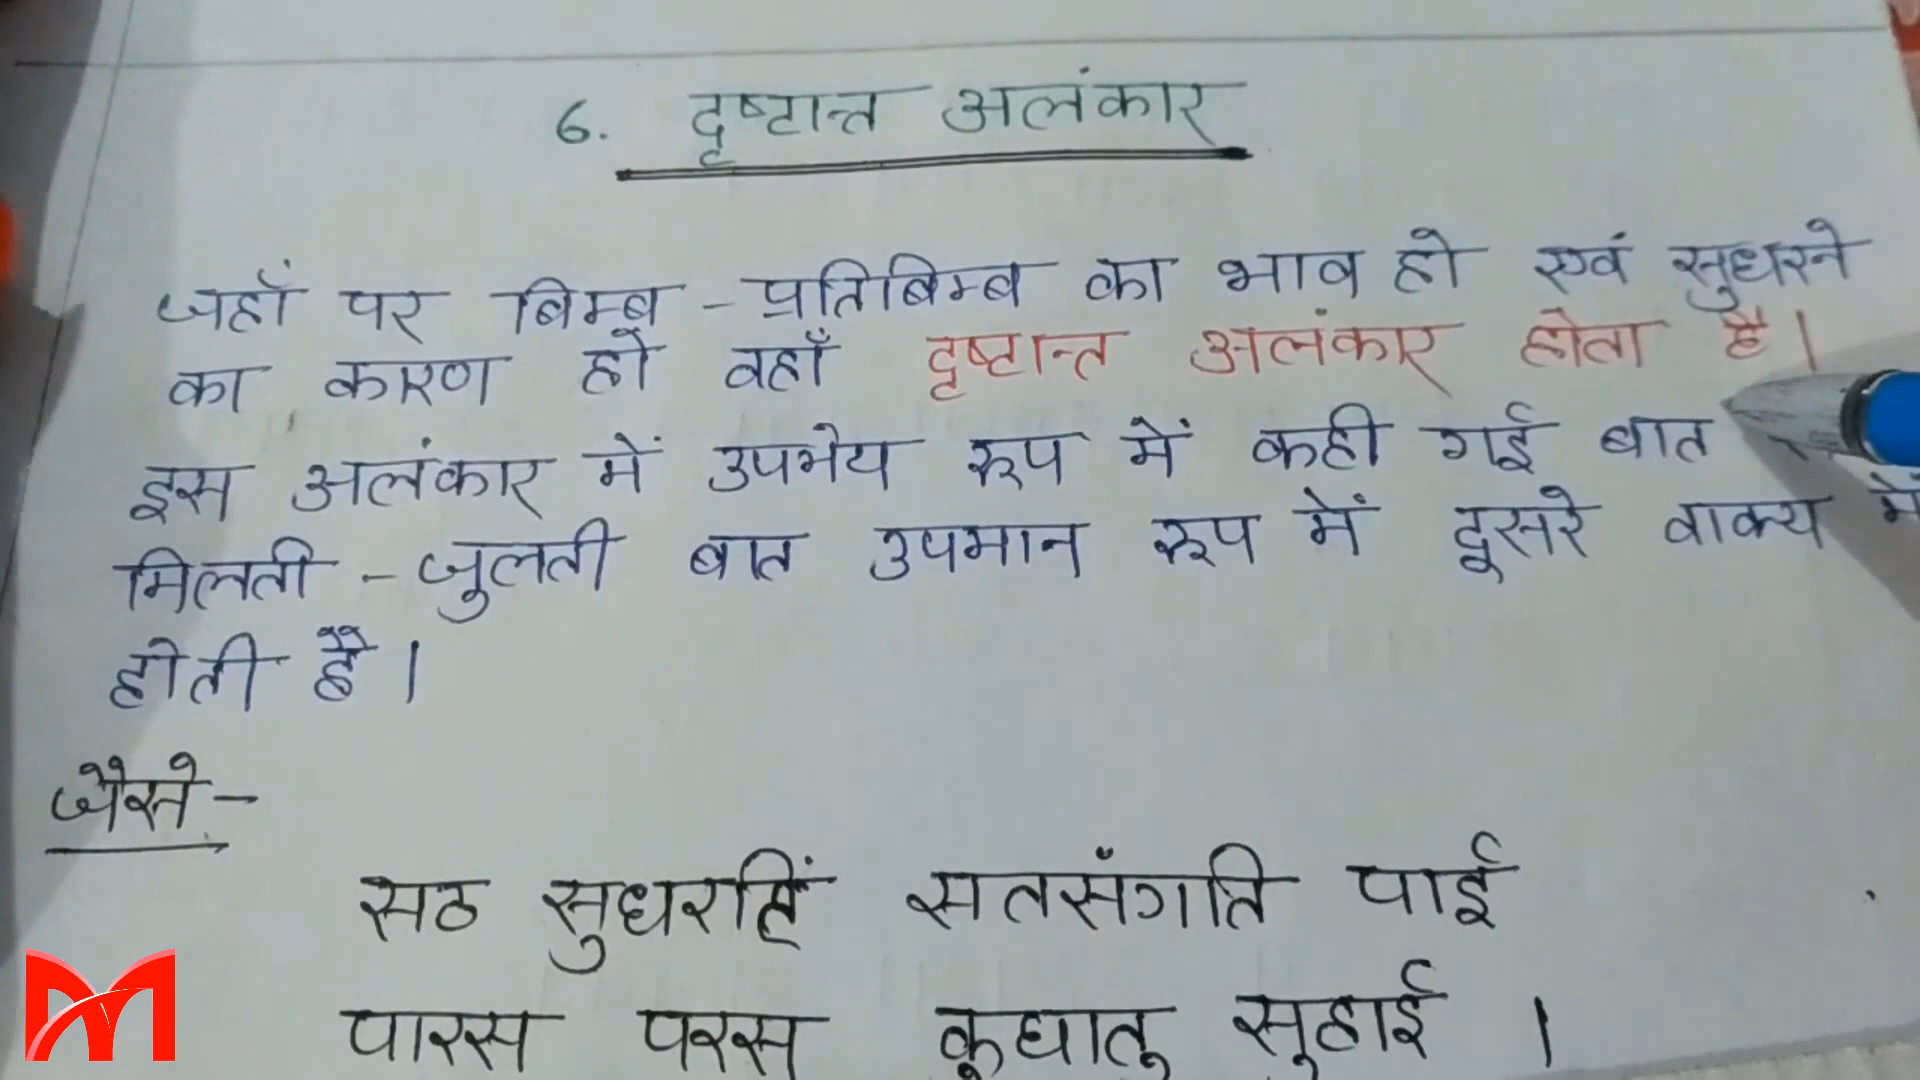 6. दृष्टान्त अलंकार
जहाँ पर बिम्ब - प्रतिबिम्ब का भाव हो एवं सुधरने
का कारण हो वहाँ दृष्टान्त अलंकार होता है।
इस अलंकार में उपमेय रूप में कही गई बात
मिलती - जुलती बात उपमान रूप में दूसरे वाक्य में
होती है।
जैसे -
सठ सुधरहिं सतसंगति पाई
पारस परस कुधातु सुहाई ।